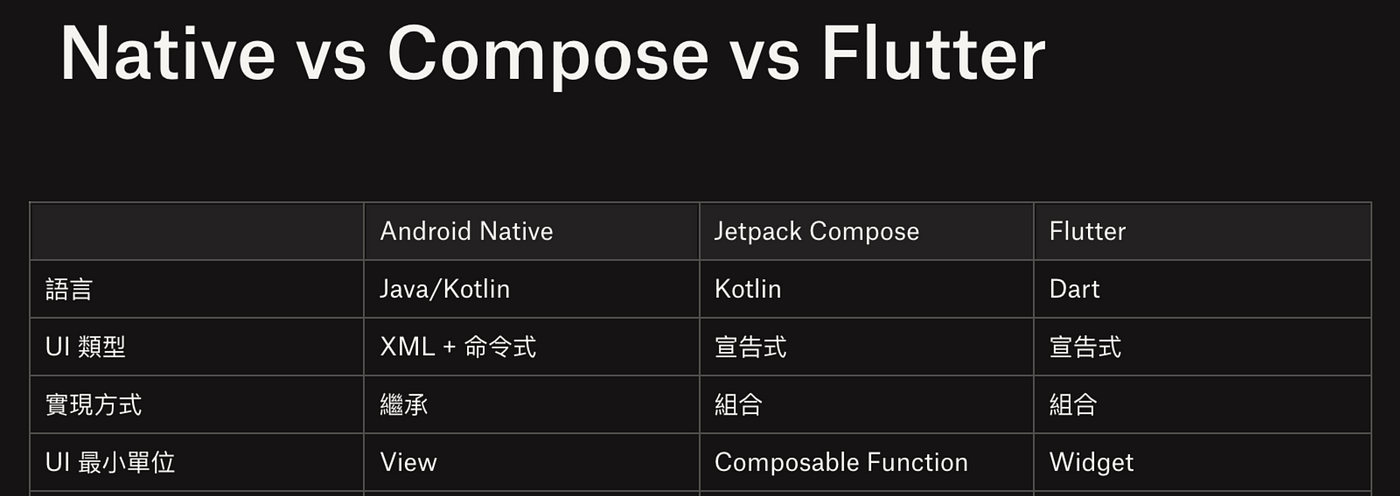 Native vs Compose vs Flutter
Android Native Jetpack Compose Flutter
語言 Java/Kotlin Kotlin Dart
UI 類型 XML + 命令式 宣告式 宣告式
實現方式 繼承 組合 組合
UI 最小單位 View Composable Function Widget